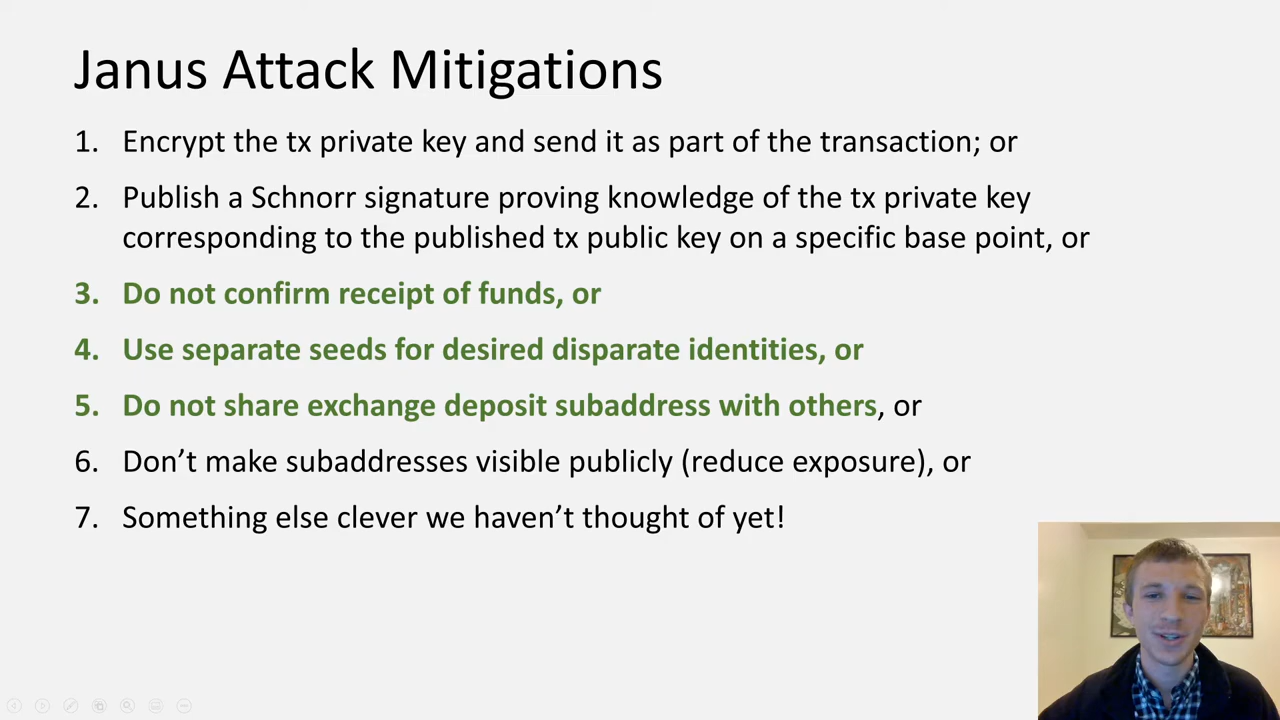 Janus Attack Mitigations
1. Encrypt the tx private key and send it as part of the transaction; or
2. Publish a Schnorr signature proving knowledge of the tx private key
corresponding to the published tx public key on a specific base point, or
3. Do not confirm receipt of funds, or
4. Use separate seeds for desired disparate identities, or
5. Do not share exchange deposit subaddress with others, or
6. Don’t make subaddresses visible publicly (reduce exposure), or
7. Something else clever we haven’t thought of yet!